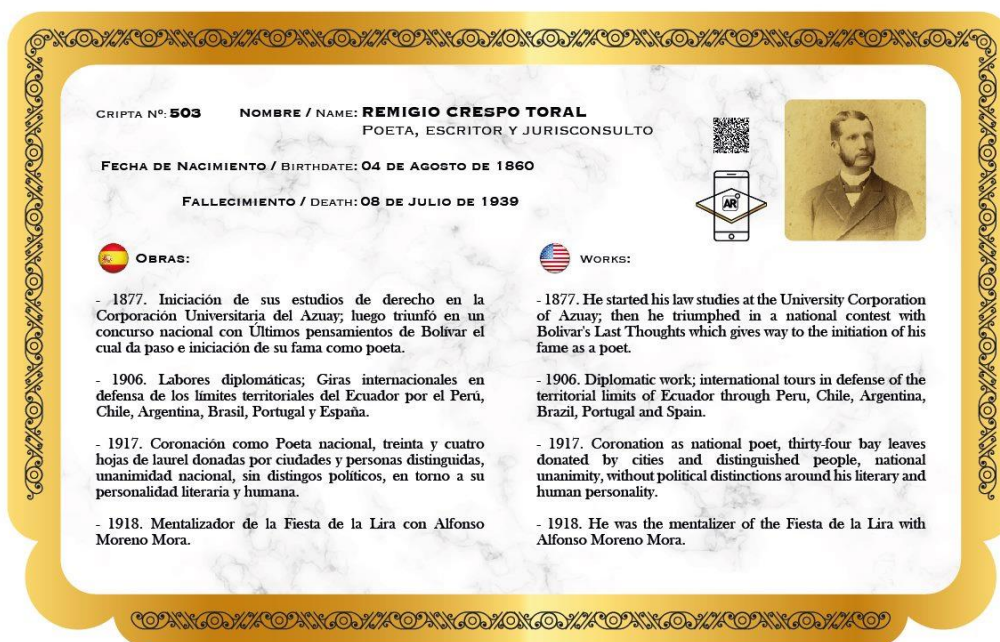 CRIPTA Nº: 503 NOMBRE / NAME: REMIGIO CRESPO TORAL
POETA, ESCRITOR Y JURISCONSULTO
FECHA DE NACIMIENTO / BIRTHDATE: 04 DE AGOSTO DE 1860
FALLECIMIENTO / DEATH: 08 DE JULIO DE 1939
AR
OBRAS:
- 1877. Iniciación de sus estudios de derecho en la
Corporación Universitaria del Azuay; luego triunfó en un
concurso nacional con Últimos pensamientos de Bolívar el
cual da paso e iniciación de su fama como poeta.
- 1906. Labores diplomáticas; Giras internacionales en
defensa de los límites territoriales del Ecuador por el Perú,
Chile, Argentina, Brasil, Portugal y España.
- 1917. Coronación como Poeta nacional, treinta y cuatro
hojas de laurel donadas por ciudades y personas distinguidas,
unanimidad nacional, sin distingos políticos, en torno a su
personalidad literaria y humana.
- 1918. Mentalizador de la Fiesta de la Lira con Alfonso
Moreno Mora.
WORKS:
- 1877. He started his law studies at the University Corporation
of Azuay; then he triumphed in a national contest with
Bolivar's Last Thoughts which gives way to the initiation of his
fame as a poet.
- 1906. Diplomatic work; international tours in defense of the
territorial limits of Ecuador through Peru, Chile, Argentina,
Brazil, Portugal and Spain.
- 1917. Coronation as national poet, thirty-four bay leaves
donated by cities and distinguished people, national
unanimity, without political distinctions around his literary and
human personality.
- 1918. He was the mentalizer of the Fiesta de la Lira with
Alfonso Moreno Mora.